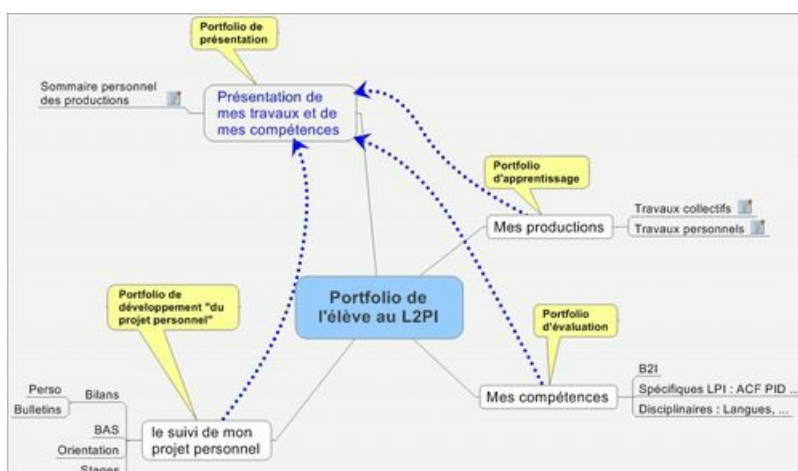 Portfolio de
présentation
Sommaire personnel
des productions
Présentation de
mes travaux et de
mes compétences
Portfolio
d'apprentissage
Mes productions
Travaux collectifs
Travaux personnels
Portfolio de
l'élève au L2PI
Portfolio de
développement "du
projet personnel"
Portfolio
d'évaluation
Mes compétences
B2I
Spécifiques LPI : ACF PID ...
Disciplinaires : Langues, ...
Perso
Bulletins
Bilans
BAS
Orientation
Stages
le suivi de mon
projet personnel